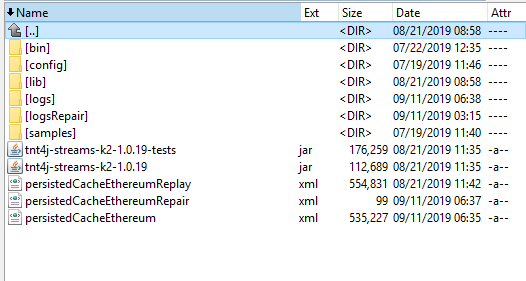 Name Ext Size Date Attr
[..] <DIR> 08/21/2019 08:58 ----
[bin] <DIR> 07/22/2019 12:35 ----
[config] <DIR> 07/19/2019 11:46 ----
[lib] <DIR> 08/21/2019 08:58 ----
[logs] <DIR> 09/11/2019 06:38 ----
[logsRepair] <DIR> 09/11/2019 03:15 ----
[samples] <DIR> 07/19/2019 11:40 ----
tnt4j-streams-k2-1.0.19-tests jar 176,259 08/21/2019 11:35 -a--
tnt4j-streams-k2-1.0.19 jar 112,689 08/21/2019 11:35 -a--
persistedCacheEthereumReplay xml 554,831 08/21/2019 11:42 -a--
persistedCacheEthereumRepair xml 99 09/11/2019 06:37 -a--
persistedCacheEthereum xml 535,227 09/11/2019 06:35 -a--